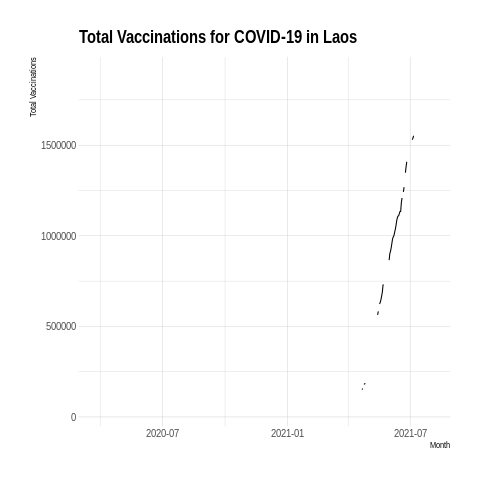 Total Vaccinations for COVID-19 in Laos
Total Vaccinations
1500000
1000000
500000
0
2020-07
2021-01
2021-07
Month